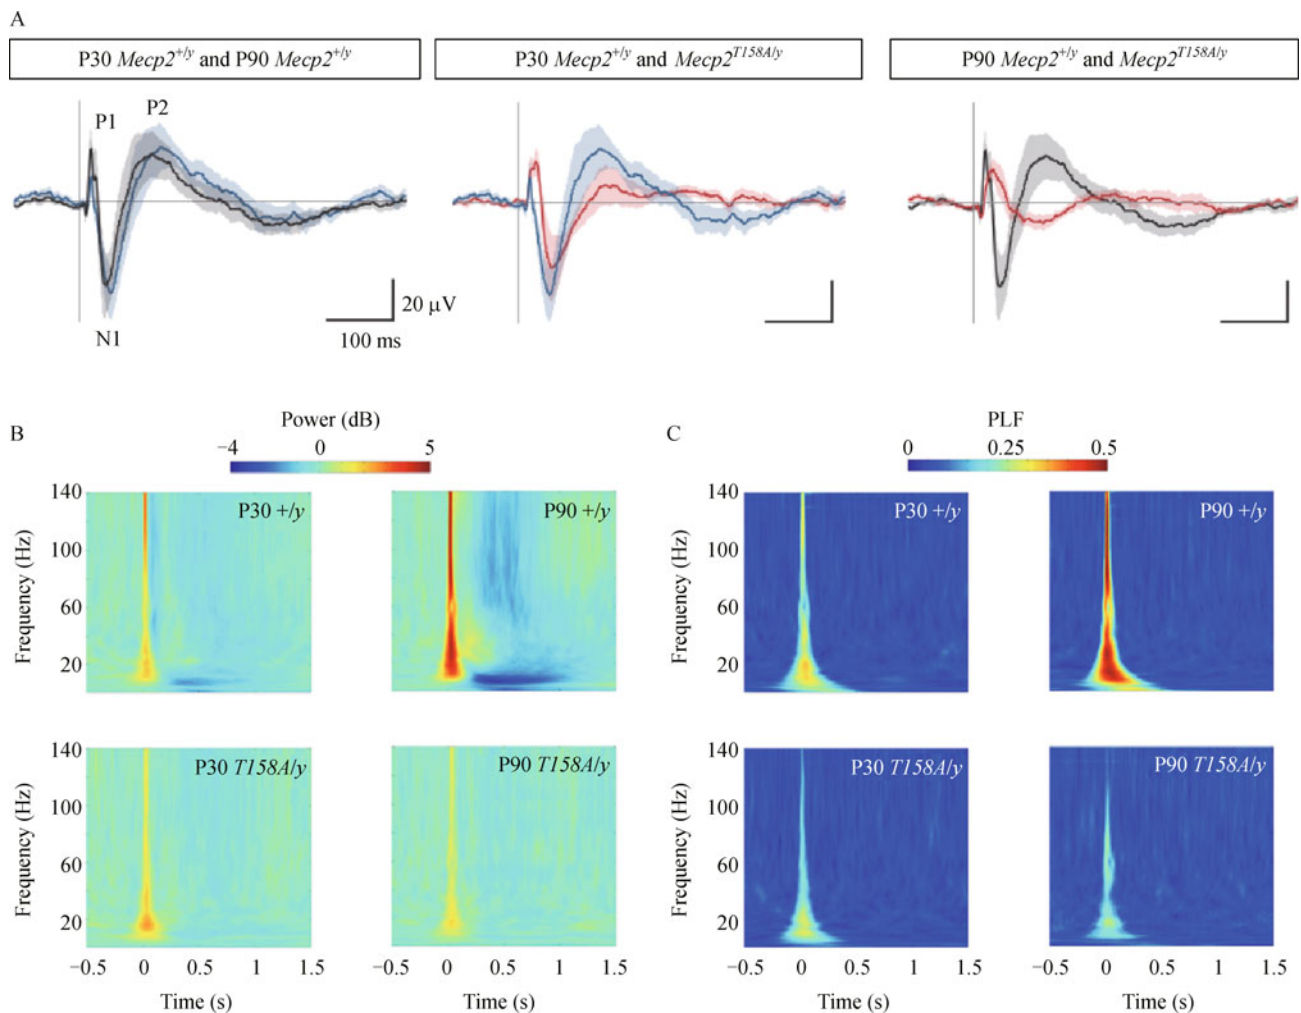 A
P30 Mecp2+/y and P90 Mecp2+/y
P30 Mecp2+/y and Mecp2T158A/y
P90 Mecp2+/y and Mecp2T158A/y
P1
P2
N1
20 µV
100 ms
B
Power (dB)
−4 0 5
C
PLF
0 0.25 0.5
Frequency (Hz)
140
100
60
20
P30 +/y
P90 +/y
Frequency (Hz)
140
100
60
20
P30 +/y
P90 +/y
Frequency (Hz)
140
100
60
20
P30 T158A/y
P90 T158A/y
Frequency (Hz)
140
100
60
20
P30 T158A/y
P90 T158A/y
−0.5 0 0.5 1 1.5
Time (s)
−0.5 0 0.5 1 1.5
Time (s)
−0.5 0 0.5 1 1.5
Time (s)
−0.5 0 0.5 1 1.5
Time (s)